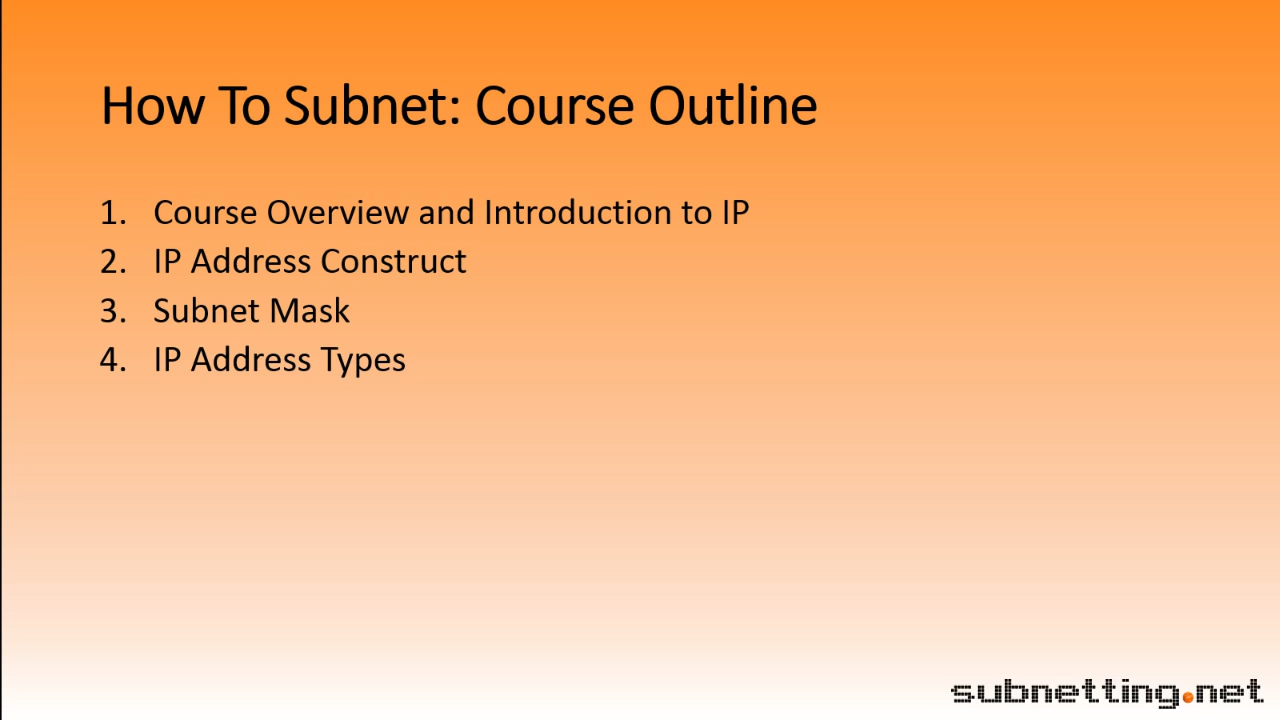 How To Subnet: Course Outline
1. Course Overview and Introduction to IP
2. IP Address Construct
3. Subnet Mask
4. IP Address Types
subnetting.net